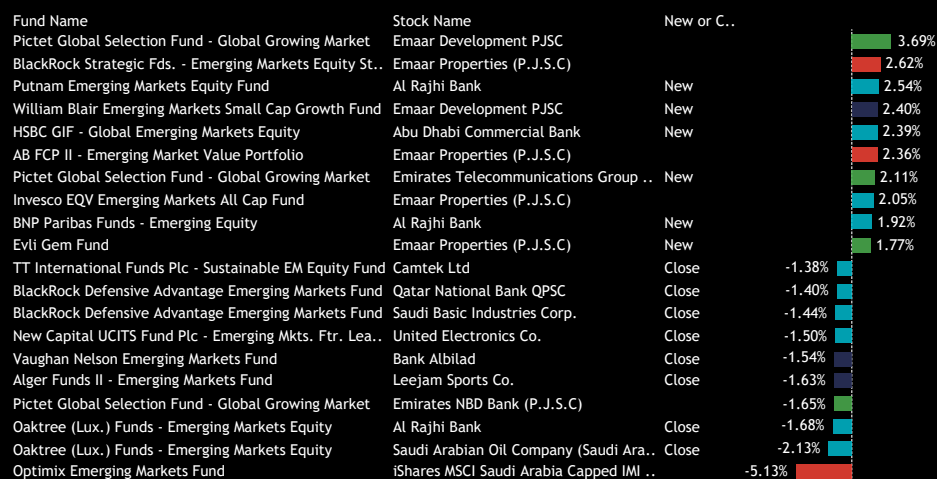 Fund Name Stock Name New or C..
Pictet Global Selection Fund - Global Growing Market Emaar Development PJSC 3.69%
BlackRock Strategic Fds. - Emerging Markets Equity St.. Emaar Properties (P.J.S.C) 2.62%
Putnam Emerging Markets Equity Fund Al Rajhi Bank New 2.54%
William Blair Emerging Markets Small Cap Growth Fund Emaar Development PJSC New 2.40%
HSBC GIF - Global Emerging Markets Equity Abu Dhabi Commercial Bank New 2.39%
AB FCP II - Emerging Market Value Portfolio Emaar Properties (P.J.S.C) 2.36%
Pictet Global Selection Fund - Global Growing Market Emirates Telecommunications Group .. New 2.11%
Invesco EQV Emerging Markets All Cap Fund Emaar Properties (P.J.S.C) 2.05%
BNP Paribas Funds - Emerging Equity Al Rajhi Bank New 1.92%
Evli Gem Fund Emaar Properties (P.J.S.C) New 1.77%
TT International Funds Plc - Sustainable EM Equity Fund Camtek Ltd Close -1.38%
BlackRock Defensive Advantage Emerging Markets Fund Qatar National Bank QPSC Close -1.40%
BlackRock Defensive Advantage Emerging Markets Fund Saudi Basic Industries Corp. Close -1.44%
New Capital UCITS Fund Plc - Emerging Mkts. Ftr. Lea.. United Electronics Co. Close -1.50%
Vaughan Nelson Emerging Markets Fund Bank Albilad Close -1.54%
Alger Funds II - Emerging Markets Fund Leejam Sports Co. Close -1.63%
Pictet Global Selection Fund - Global Growing Market Emirates NBD Bank (P.J.S.C) -1.65%
Oaktree (Lux.) Funds - Emerging Markets Equity Al Rajhi Bank Close -1.68%
Oaktree (Lux.) Funds - Emerging Markets Equity Saudi Arabian Oil Company (Saudi Ara.. Close -2.13%
Optimix Emerging Markets Fund iShares MSCI Saudi Arabia Capped IMI .. -5.13%